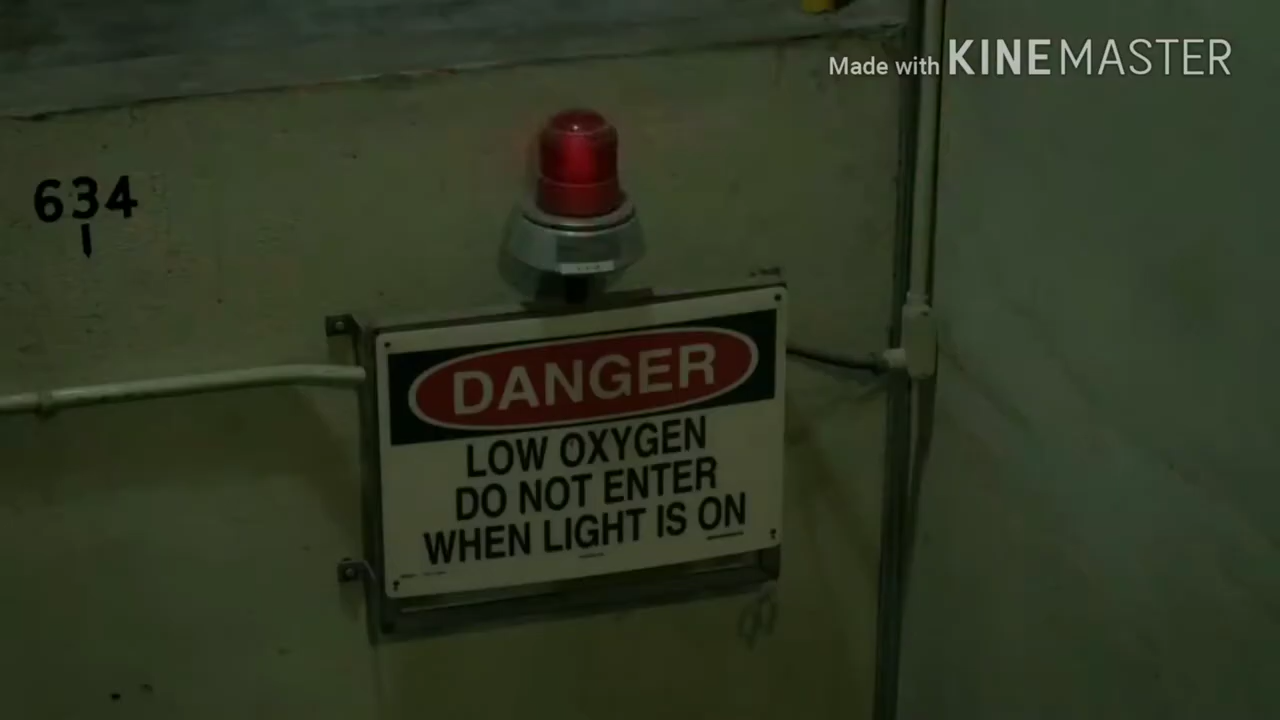 Made with KINEMASTER
634
DANGER
LOW OXYGEN
DO NOT ENTER
WHEN LIGHT IS ON